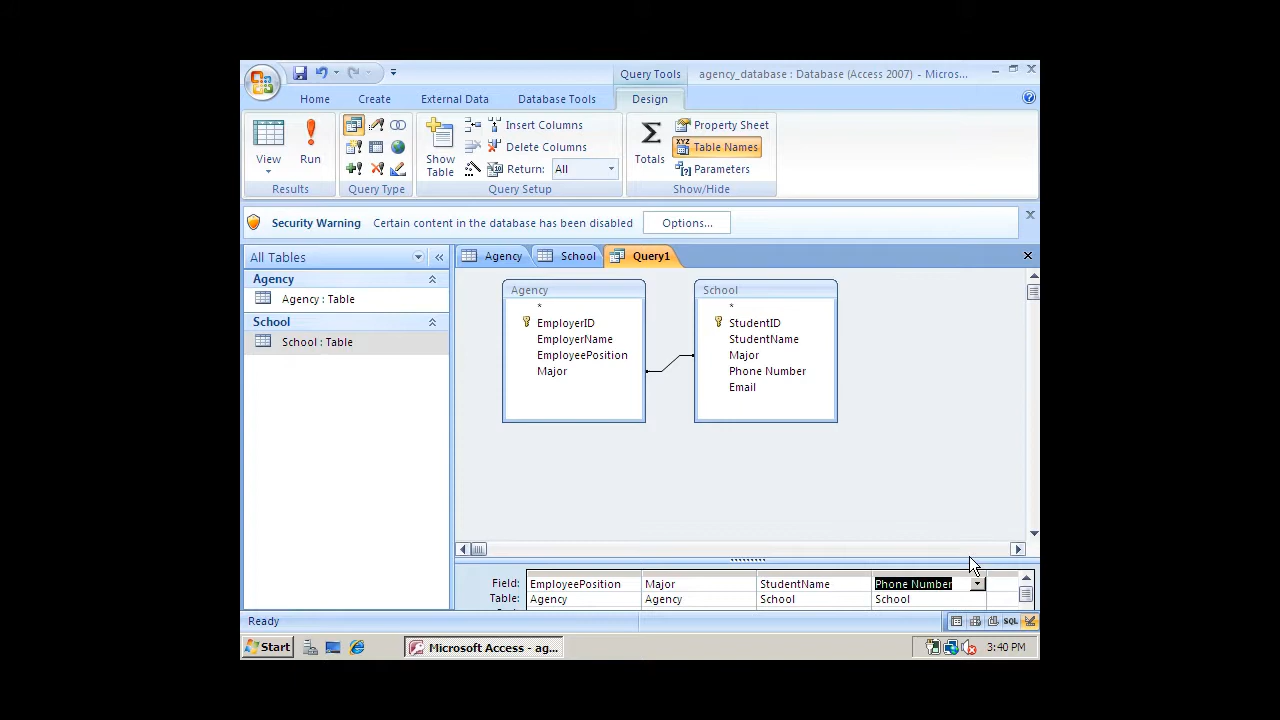 Query Tools
agency_database : Database (Access 2007) - Micros...
Home
Create
External Data
Database Tools
Design
View
Run
Show Table
Insert Columns
Delete Columns
Return: All
Totals
Property Sheet
XYZ Table Names
Parameters
Results
Query Type
Query Setup
Show/Hide
Security Warning Certain content in the database has been disabled Options...
All Tables
Agency
Agency : Table
School
School : Table
Agency
School
Query1
Agency
*
EmployerID
EmployerName
EmployeePosition
Major
School
*
StudentID
StudentName
Major
Phone Number
Email
Field: EmployeePosition Major StudentName Phone Number
Table: Agency Agency School School
Ready
SQL
Start
Microsoft Access - ag...
3:40 PM